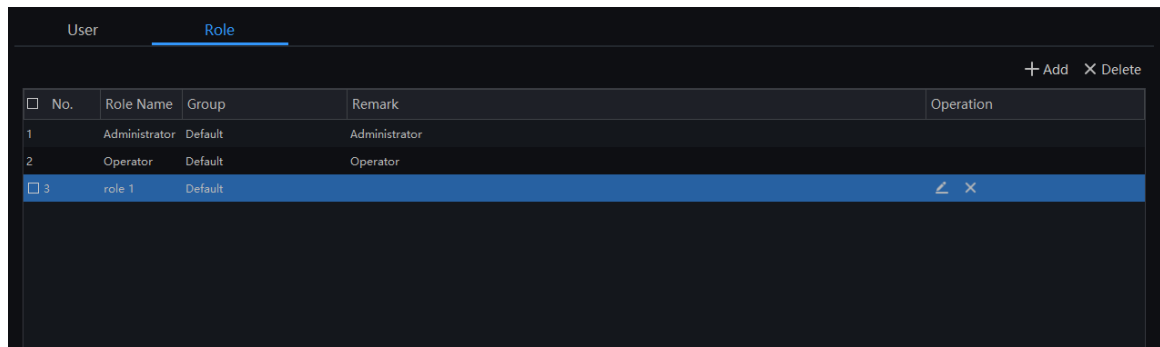 User Role
Add Delete
No. Role Name Group Remark Operation
1 Administrator Default Administrator
2 Operator Default Operator
3 role 1 Default